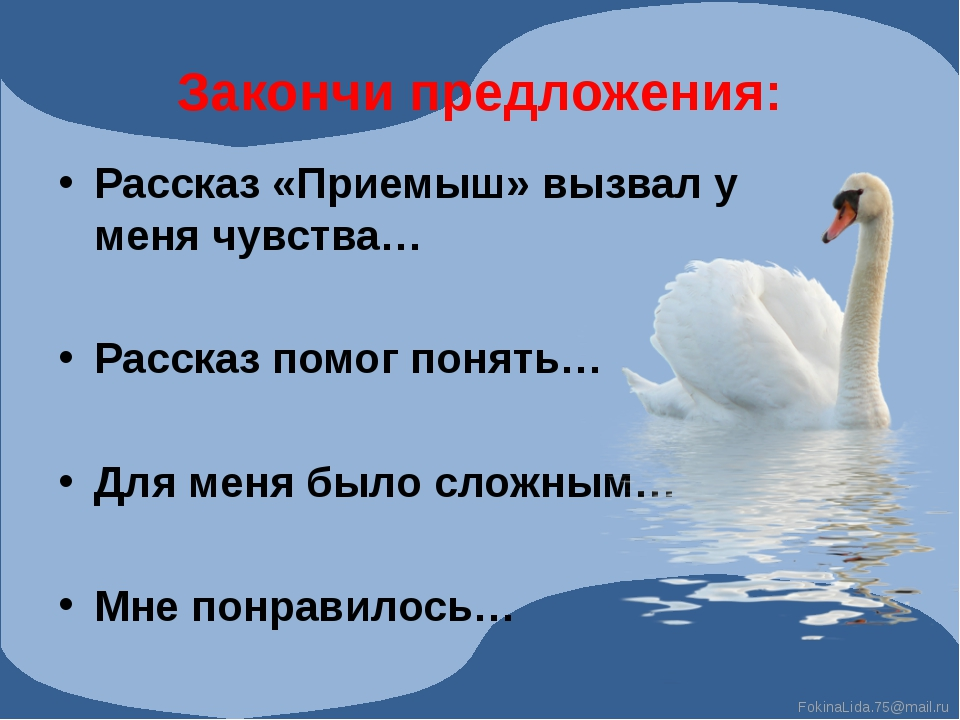 Закончи предложения:
• Рассказ «Приемыш» вызвал у
меня чувства…
• Рассказ помог понять…
• Для меня было сложным…
• Мне понравилось…
FokinaLida.75@mail.ru